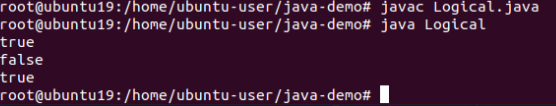 root@ubuntu19:/home/ubuntu-user/java-demo# javac Logical.java
root@ubuntu19:/home/ubuntu-user/java-demo# java Logical
true
false
true
root@ubuntu19:/home/ubuntu-user/java-demo#